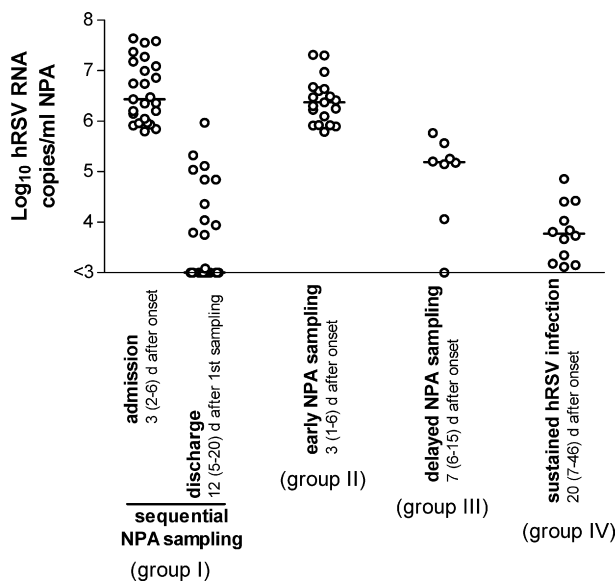 Log10 hRSV RNA
copies/ml NPA
8
7
6
5
4
<3
admission
3 (2-6) d after onset
discharge
12 (5-20) d after 1st sampling
early NPA sampling
3 (1-6) d after onset
delayed NPA sampling
7 (6-15) d after onset
sustained hRSV infection
20 (7-46) d after onset
sequential
NPA sampling
(group I)
(group II)
(group III)
(group IV)